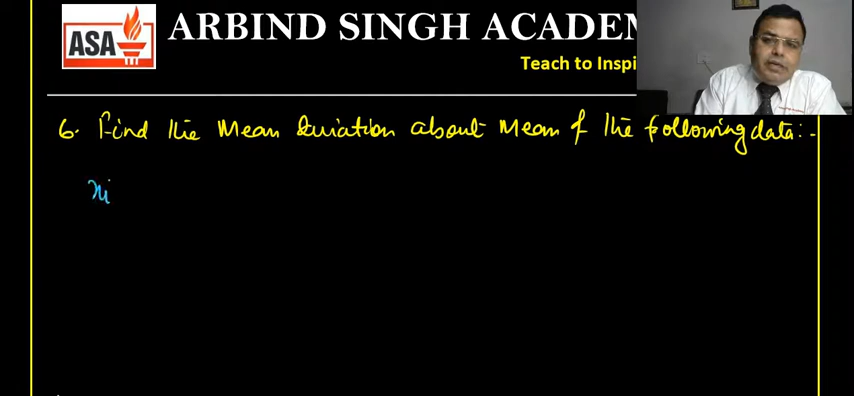 ASA
ARBIND SINGH ACADEM
Teach to Inspi
6. Find the Mean Deviation about Mean of the following data:-
xi